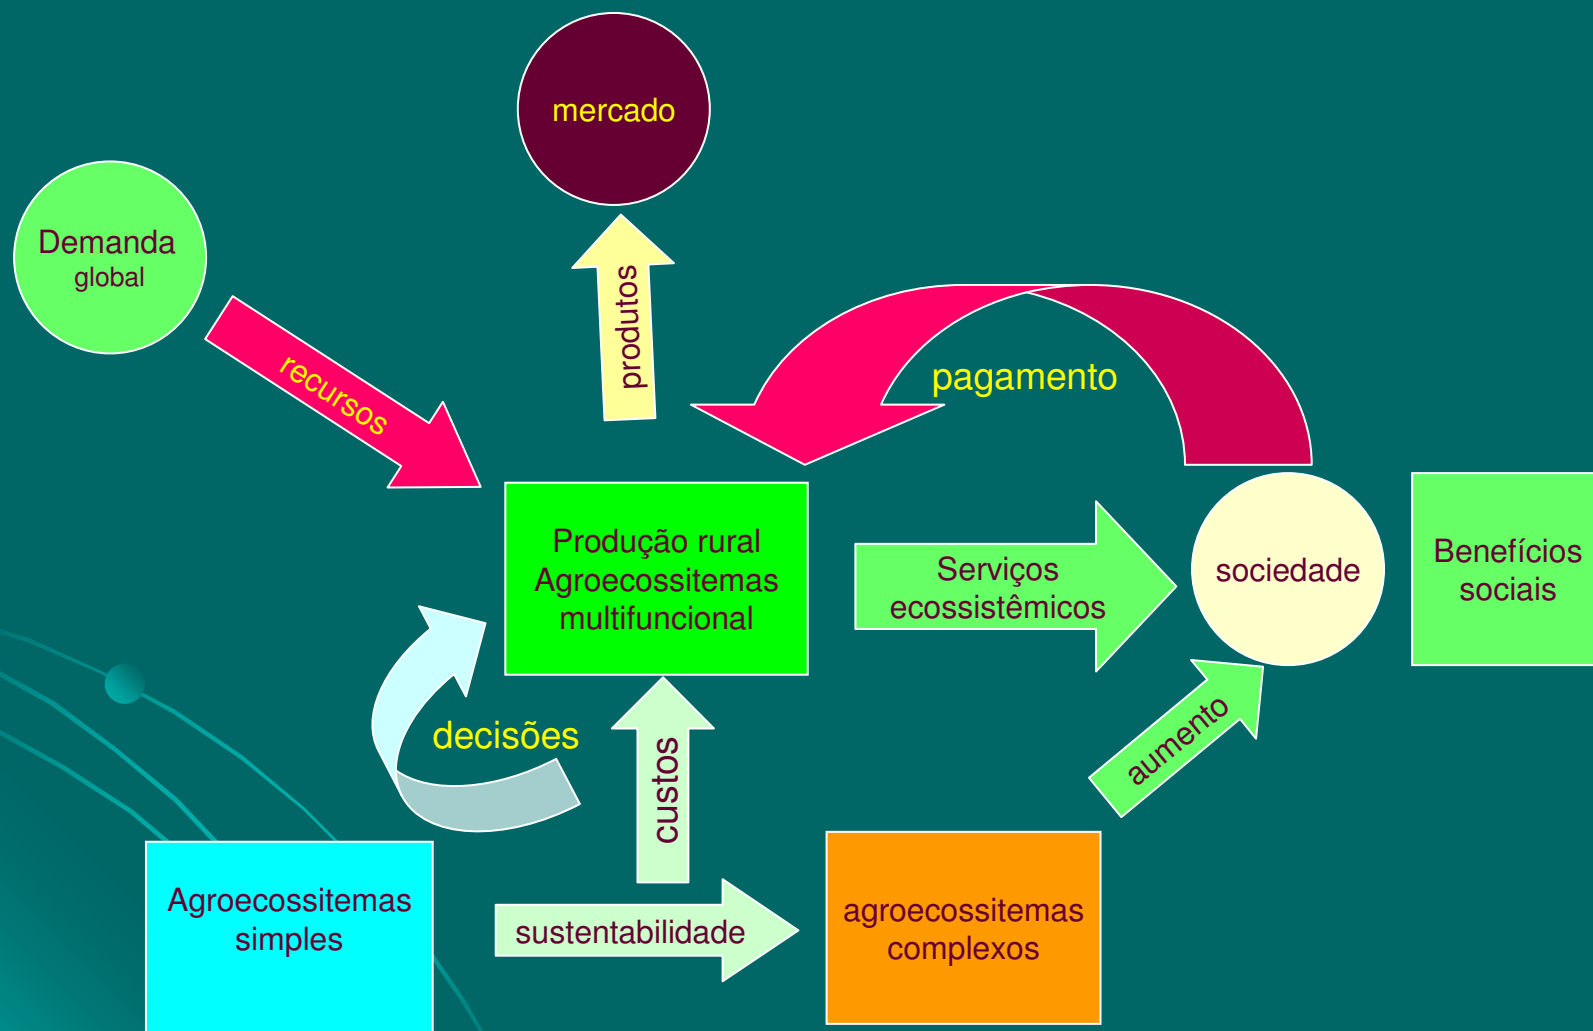 mercado
Demanda
global
produtos
recursos
pagamento
Produção rural
Agroecossitemas
multifuncional
Serviços
ecossistêmicos
sociedade
Benefícios
sociais
decisões
custos
aumento
Agroecossitemas
simples
sustentabilidade
agroecossitemas
complexos